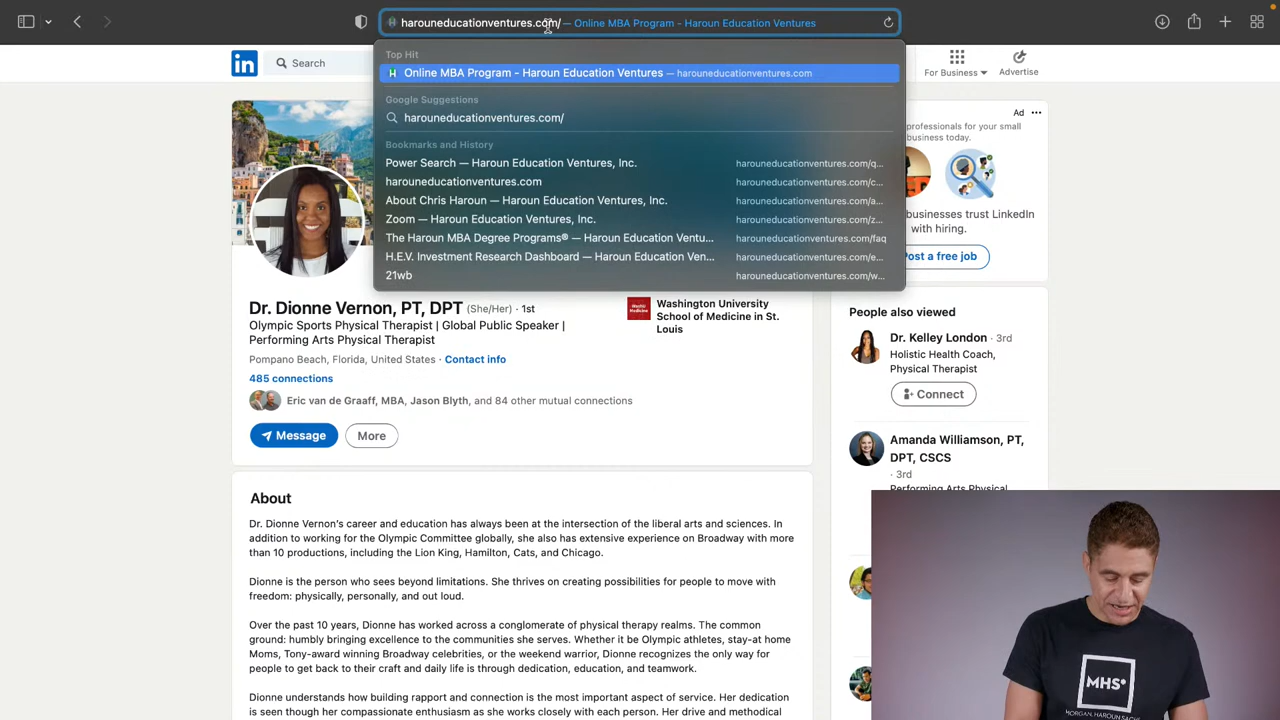 harouneducationventures.com/ — Online MBA Program - Haroun Education Ventures
Top Hit
Online MBA Program - Haroun Education Ventures — harouneducationventures.com
Google Suggestions
harouneducationventures.com/
Bookmarks and History
Power Search — Haroun Education Ventures, Inc. harouneducationventures.com/q...
harouneducationventures.com harouneducationventures.com/c...
About Chris Haroun — Haroun Education Ventures, Inc. harouneducationventures.com/a...
Zoom — Haroun Education Ventures, Inc. harouneducationventures.com/z...
The Haroun MBA Degree Programs® — Haroun Education Ventu... harouneducationventures.com/faq
H.E.V. Investment Research Dashboard — Haroun Education Ven... harouneducationventures.com/e...
21wb harouneducationventures.com/w...
in
Search
For Business
Advertise
Ad
professionals for your small
business today.
businesses trust LinkedIn
with hiring.
Post a free job
Dr. Dionne Vernon, PT, DPT (She/Her) · 1st
Olympic Sports Physical Therapist | Global Public Speaker |
Performing Arts Physical Therapist
Pompano Beach, Florida, United States · Contact info
485 connections
Eric van de Graaff, MBA, Jason Blyth, and 84 other mutual connections
Message
More
Washington University
School of Medicine in St.
Louis
People also viewed
Dr. Kelley London · 3rd
Holistic Health Coach,
Physical Therapist
Connect
Amanda Williamson, PT,
DPT, CSCS
· 3rd
Performing Arts Physical
About
Dr. Dionne Vernon's career and education has always been at the intersection of the liberal arts and sciences. In
addition to working for the Olympic Committee globally, she also has extensive experience on Broadway with more
than 10 productions, including the Lion King, Hamilton, Cats, and Chicago.
Dionne is the person who sees beyond limitations. She thrives on creating possibilities for people to move with
freedom: physically, personally, and out loud.
Over the past 10 years, Dionne has worked across a conglomerate of physical therapy realms. The common
ground: humbly bringing excellence to the communities she serves. Whether it be Olympic athletes, stay-at home
Moms, Tony-award winning Broadway celebrities, or the weekend warrior, Dionne recognizes the only way for
people to get back to their craft and daily life is through dedication, education, and teamwork.
Dionne understands how building rapport and connection is the most important aspect of service. Her dedication
is seen though her compassionate enthusiasm as she works closely with each person. Her drive and methodical
MHS